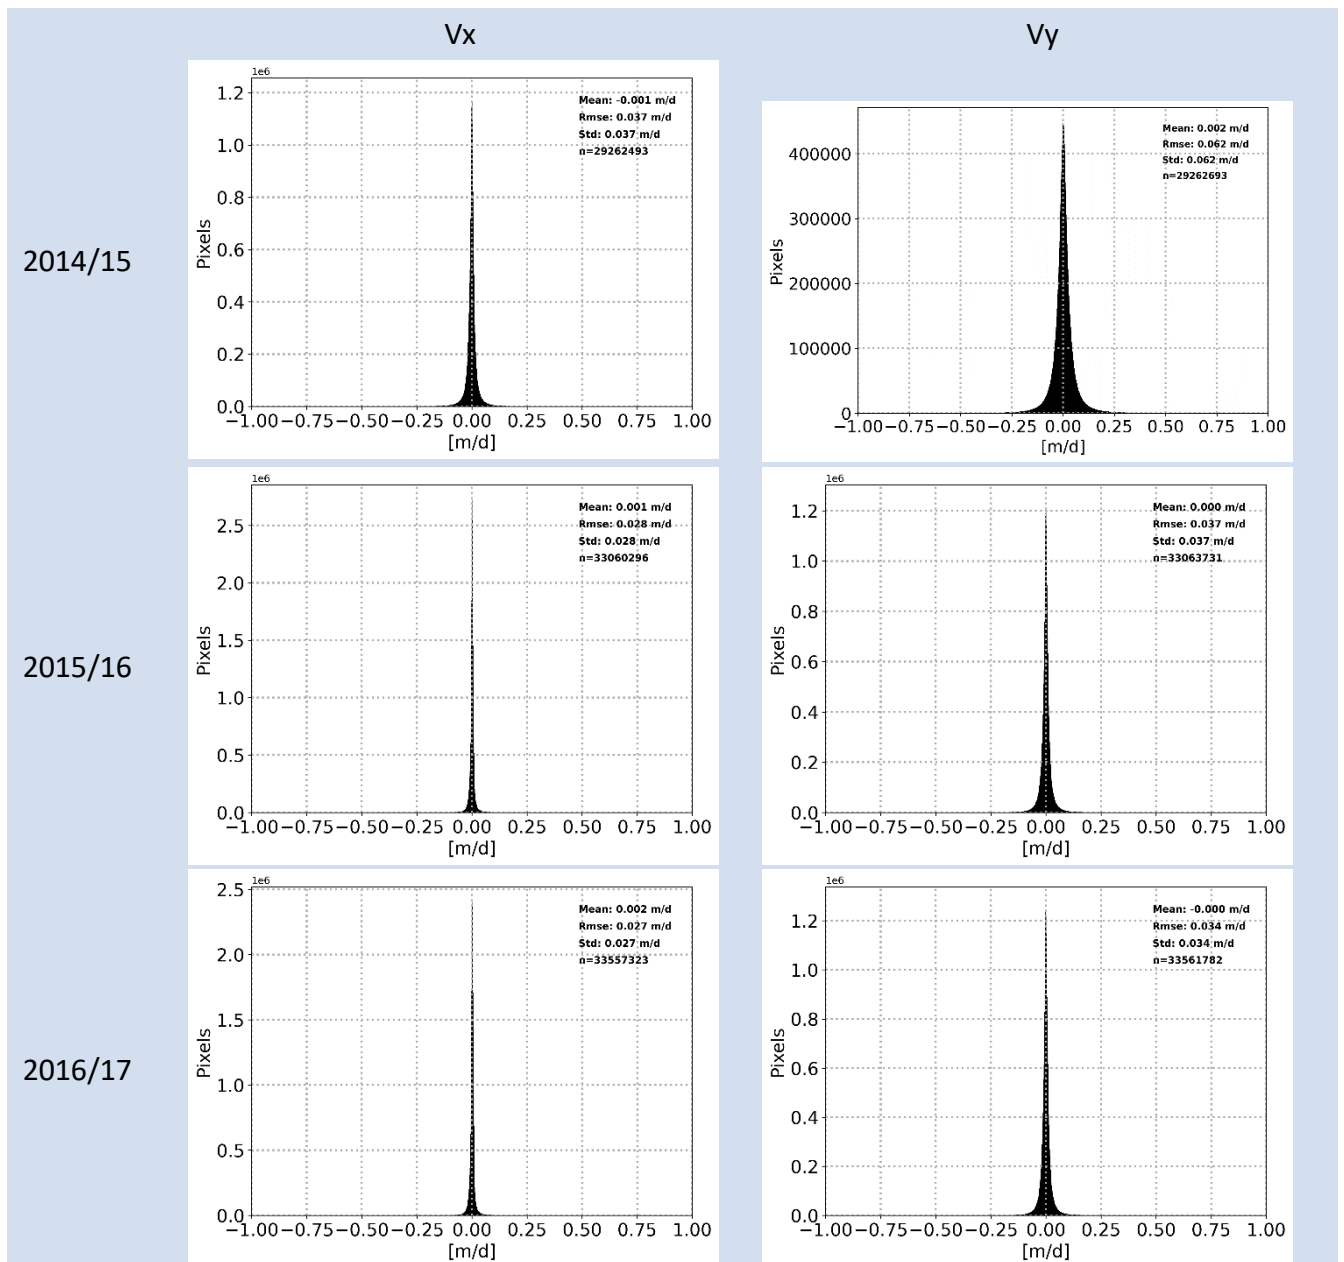 Vx
Vy
2014/15
1e6
Mean: -0.001 m/d
Rmse: 0.037 m/d
Std: 0.037 m/d
n=29262493
1.2
1.0
0.8
0.6
0.4
0.2
0.0
Pixels
−1.00 −0.75 −0.50 −0.25 0.00 0.25 0.50 0.75 1.00
[m/d]
Mean: 0.002 m/d
Rmse: 0.062 m/d
Std: 0.062 m/d
n=29262693
400000
300000
200000
100000
0
Pixels
−1.00 −0.75 −0.50 −0.25 0.00 0.25 0.50 0.75 1.00
[m/d]
2015/16
1e6
Mean: 0.001 m/d
Rmse: 0.028 m/d
Std: 0.028 m/d
n=33060296
2.5
2.0
1.5
1.0
0.5
0.0
Pixels
−1.00 −0.75 −0.50 −0.25 0.00 0.25 0.50 0.75 1.00
[m/d]
1e6
Mean: 0.000 m/d
Rmse: 0.037 m/d
Std: 0.037 m/d
n=33063731
1.2
1.0
0.8
0.6
0.4
0.2
0.0
Pixels
−1.00 −0.75 −0.50 −0.25 0.00 0.25 0.50 0.75 1.00
[m/d]
2016/17
1e6
Mean: 0.002 m/d
Rmse: 0.027 m/d
Std: 0.027 m/d
n=33557323
2.5
2.0
1.5
1.0
0.5
0.0
Pixels
−1.00 −0.75 −0.50 −0.25 0.00 0.25 0.50 0.75 1.00
[m/d]
1e6
Mean: -0.000 m/d
Rmse: 0.034 m/d
Std: 0.034 m/d
n=33561782
1.2
1.0
0.8
0.6
0.4
0.2
0.0
Pixels
−1.00 −0.75 −0.50 −0.25 0.00 0.25 0.50 0.75 1.00
[m/d]